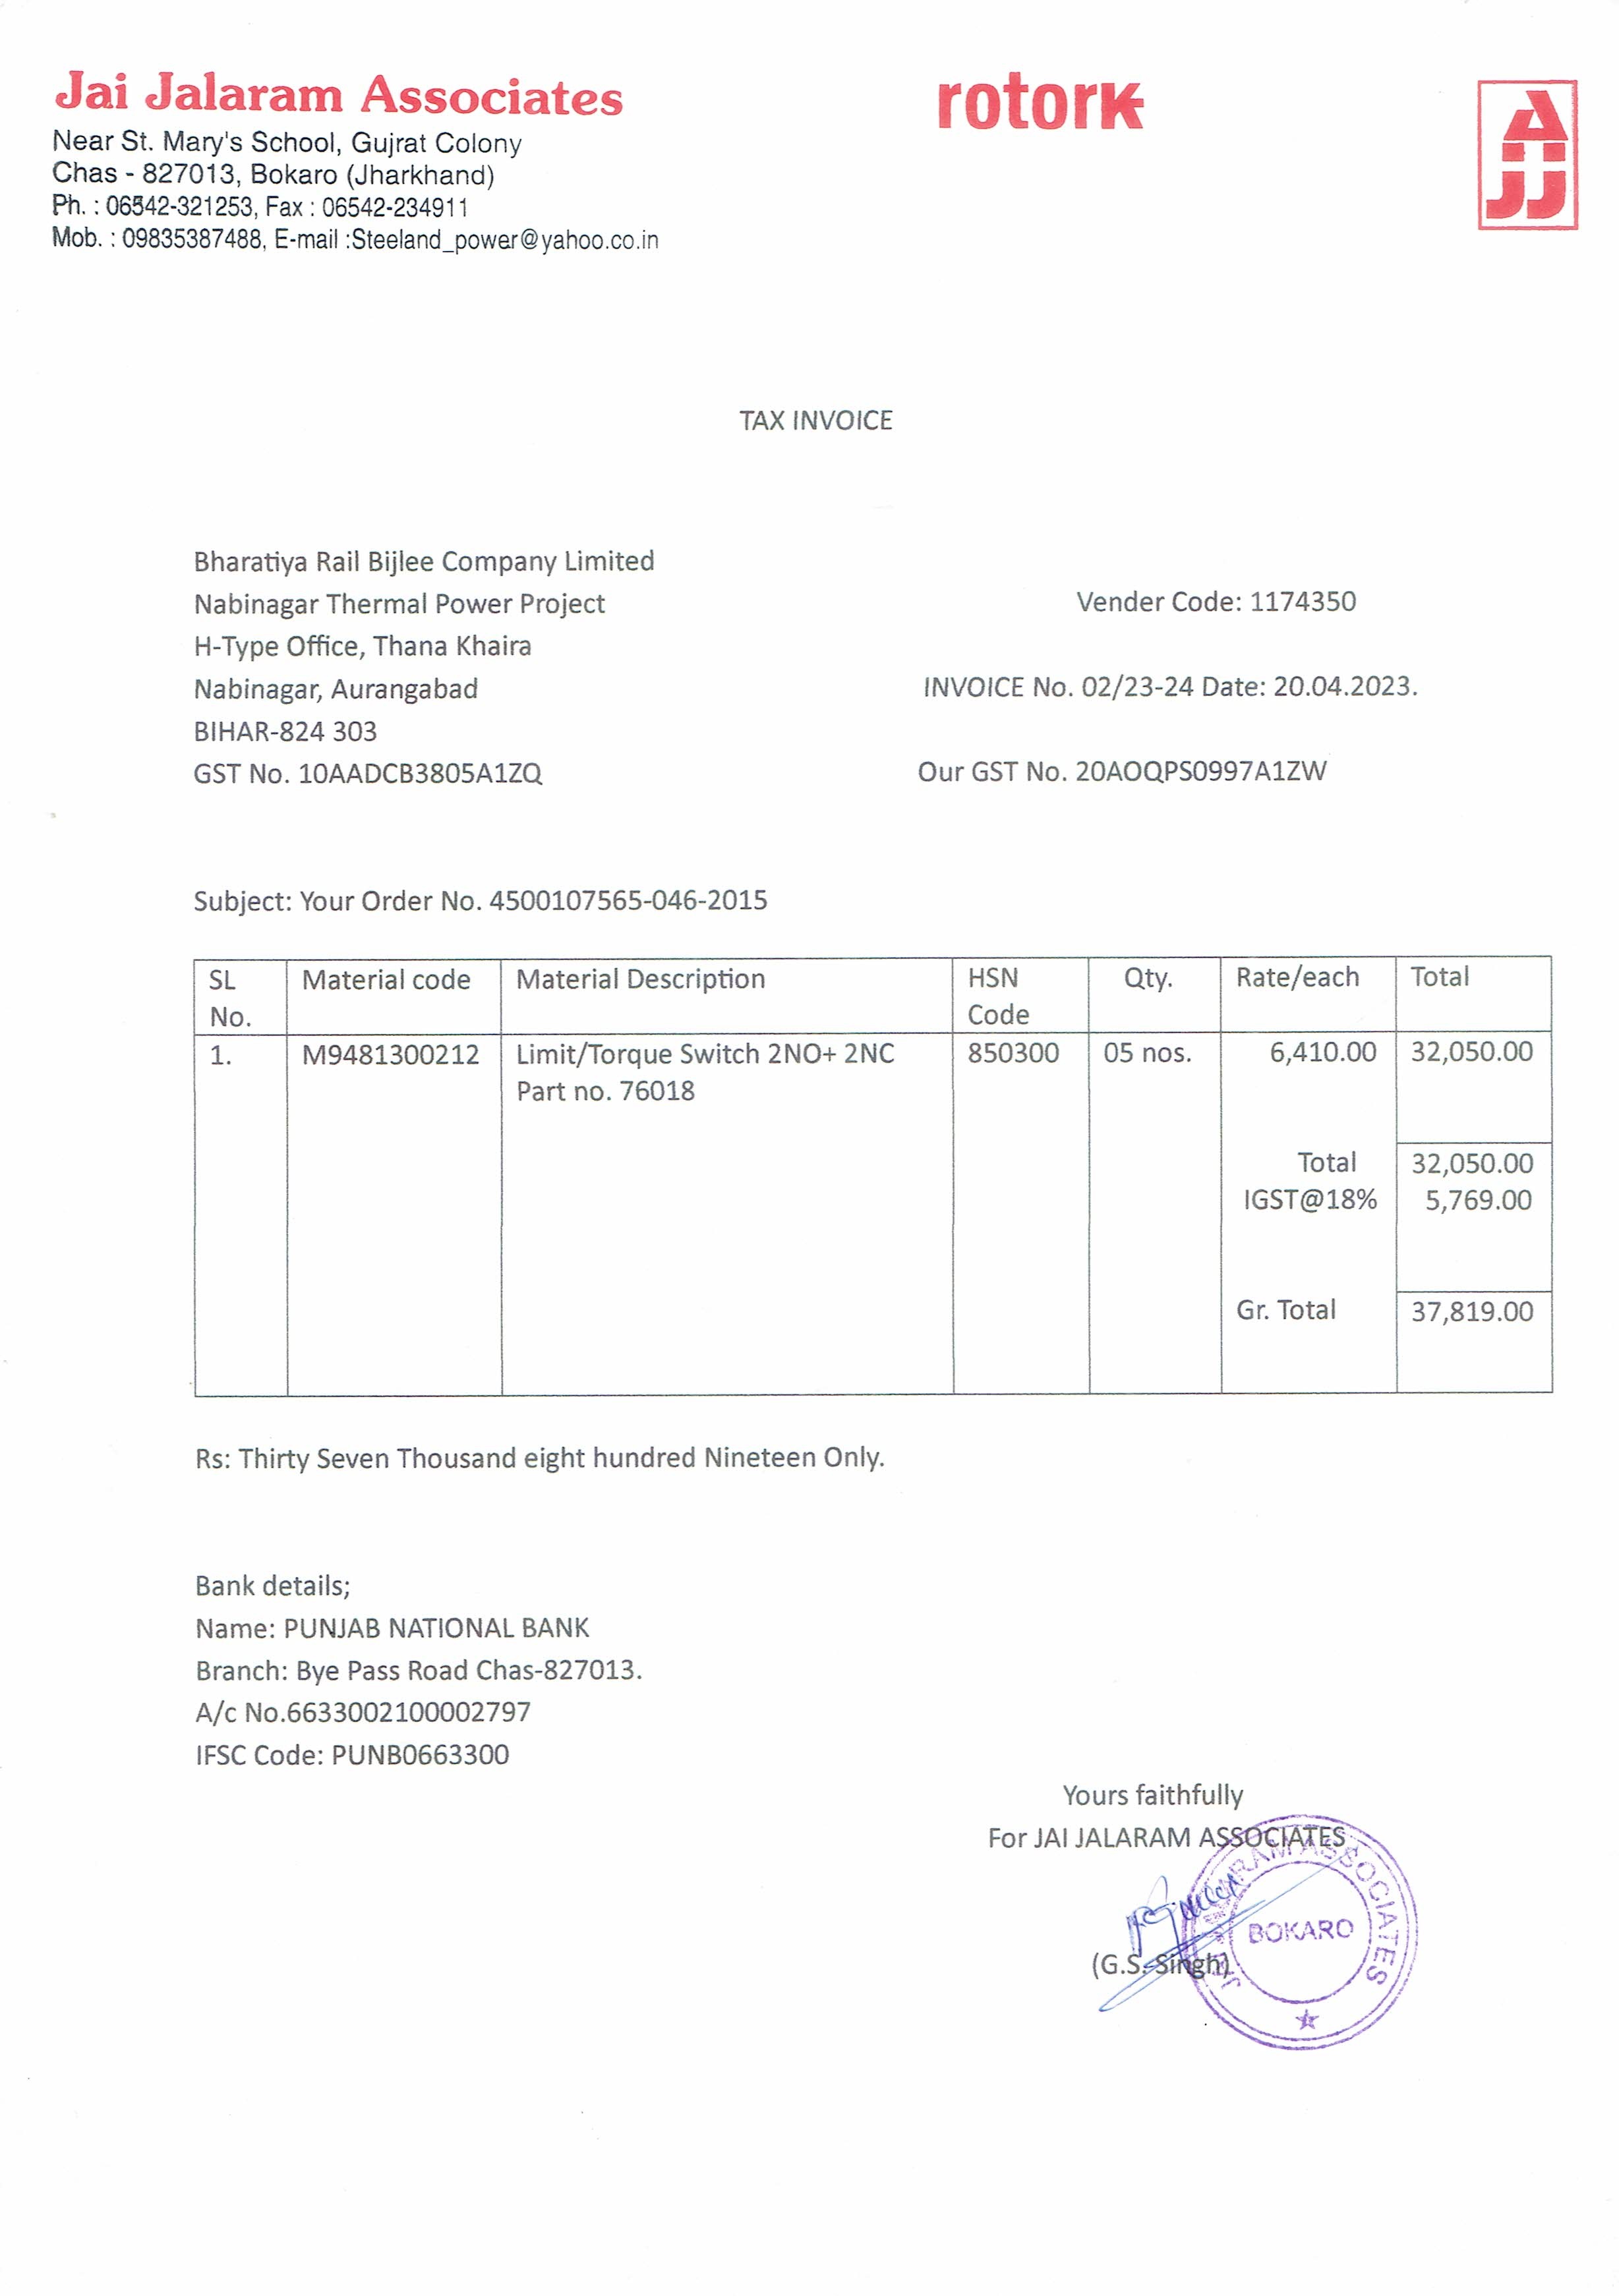 Jai Jalaram Associates
rotork
AJJ
Near St. Mary's School, Gujrat Colony
Chas - 827013, Bokaro (Jharkhand)
Ph. : 06542-321253, Fax : 06542-234911
Mob. : 09835387488, E-mail :Steeland_power@yahoo.co.in
TAX INVOICE
Bharatiya Rail Bijlee Company Limited
Nabinagar Thermal Power Project
Vender Code: 1174350
H-Type Office, Thana Khaira
Nabinagar, Aurangabad
INVOICE No. 02/23-24 Date: 20.04.2023.
BIHAR-824 303
GST No. 10AADCB3805A1ZQ
Our GST No. 20AOQPS0997A1ZW
Subject: Your Order No. 4500107565-046-2015
SL No. Material code Material Description HSN Code Qty. Rate/each Total
1. M9481300212 Limit/Torque Switch 2NO+ 2NC 850300 05 nos. 6,410.00 32,050.00
Part no. 76018
Total 32,050.00
IGST@18% 5,769.00
Gr. Total 37,819.00
Rs: Thirty Seven Thousand eight hundred Nineteen Only.
Bank details;
Name: PUNJAB NATIONAL BANK
Branch: Bye Pass Road Chas-827013.
A/c No.6633002100002797
IFSC Code: PUNB0663300
Yours faithfully
For JAI JALARAM ASSOCIATES
(G.S. Singh)
ASSOCIATES
BOKARO